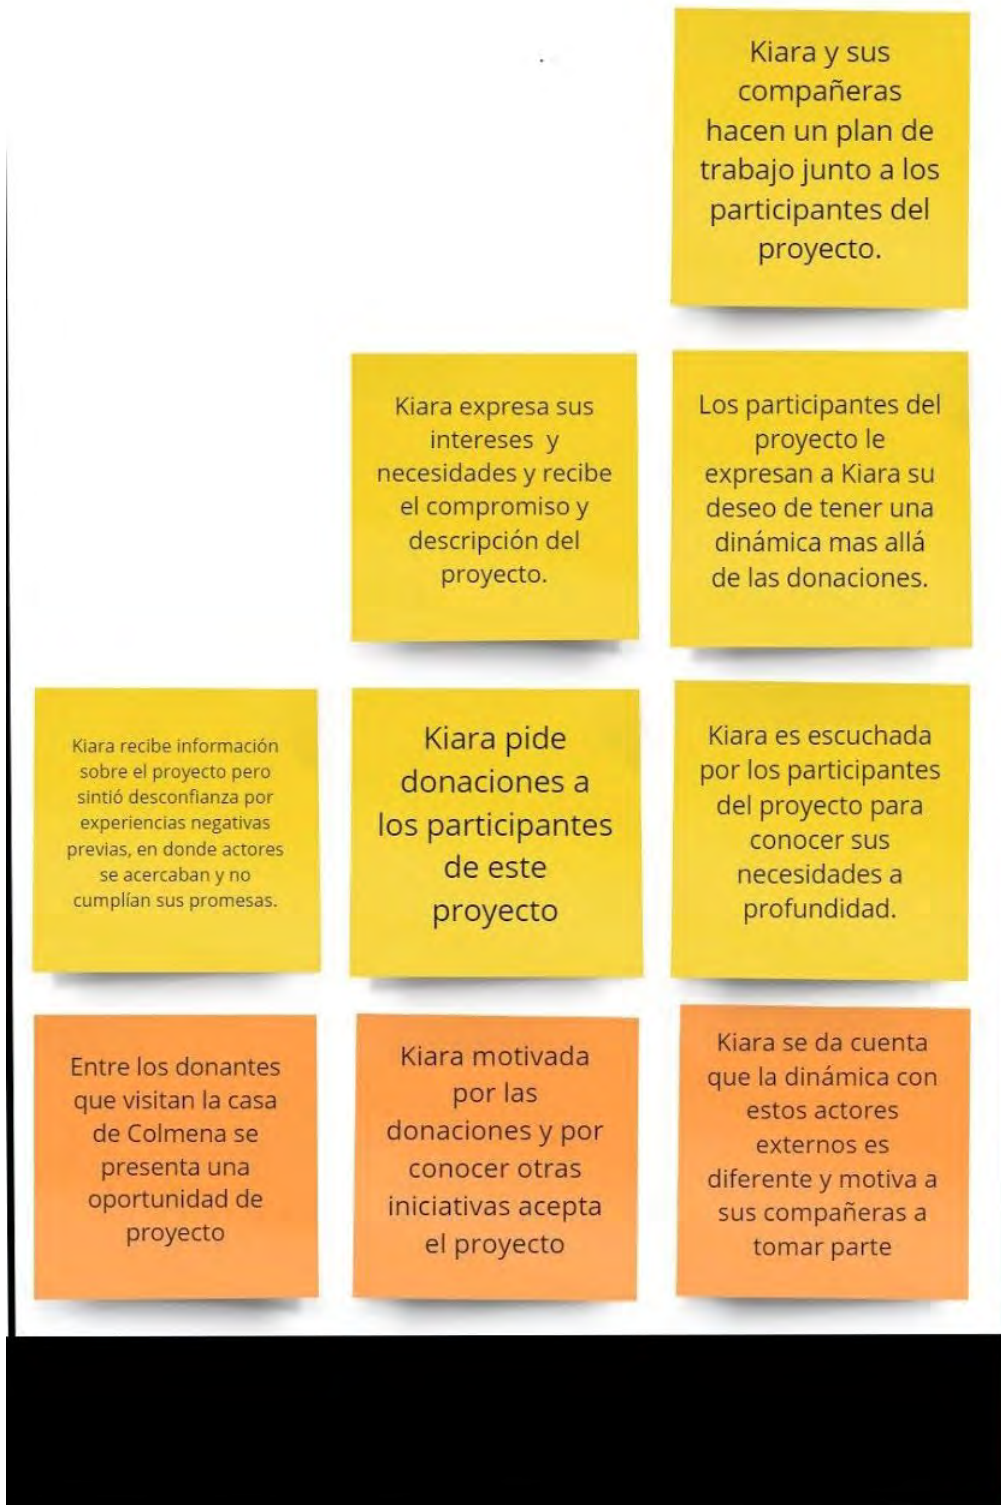 Kiara y sus
compañeras
hacen un plan de
trabajo junto a los
participantes del
proyecto.
Kiara expresa sus
intereses y
necesidades y recibe
el compromiso y
descripción del
proyecto.
Los participantes del
proyecto le
expresan a Kiara su
deseo de tener una
dinámica mas allá
de las donaciones.
Kiara recibe información
sobre el proyecto pero
sintió desconfianza por
experiencias negativas
previas, en donde actores
se acercaban y no
cumplían sus promesas.
Kiara pide
donaciones a
los participantes
de este
proyecto
Kiara es escuchada
por los participantes
del proyecto para
conocer sus
necesidades a
profundidad.
Entre los donantes
que visitan la casa
de Colmena se
presenta una
oportunidad de
proyecto
Kiara motivada
por las
donaciones y por
conocer otras
iniciativas acepta
el proyecto
Kiara se da cuenta
que la dinámica con
estos actores
externos es
diferente y motiva a
sus compañeras a
tomar parte